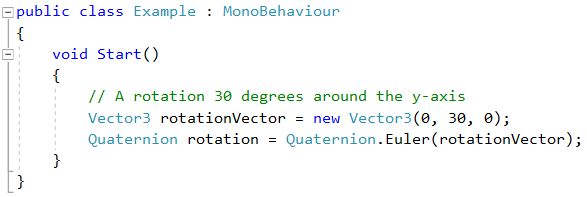 public class Example : MonoBehaviour
{
    void Start()
    {
        // A rotation 30 degrees around the y-axis
        Vector3 rotationVector = new Vector3(0, 30, 0);
        Quaternion rotation = Quaternion.Euler(rotationVector);
    }
}